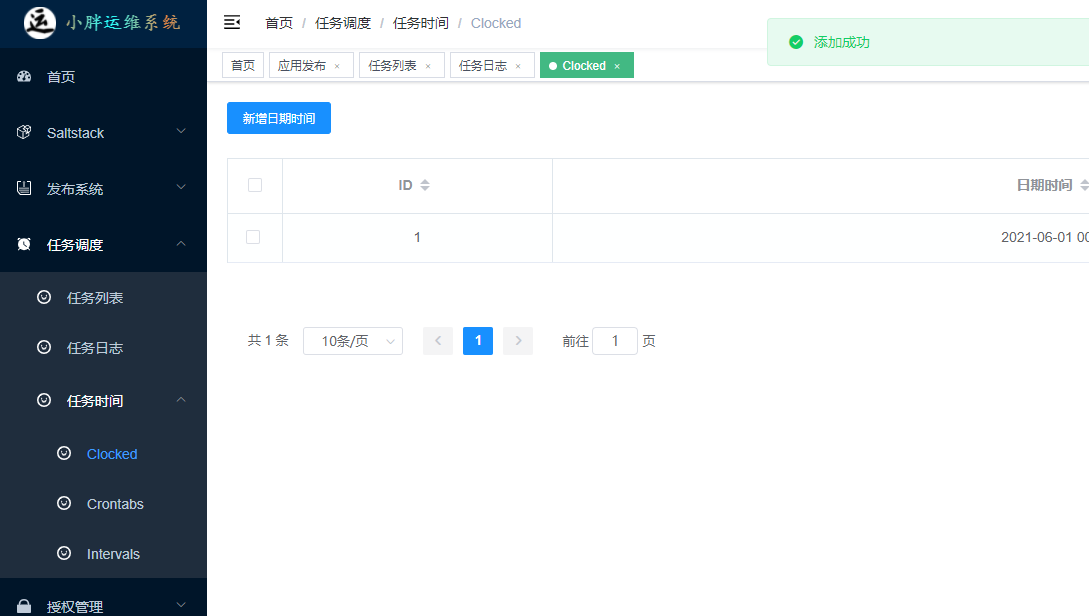 运 小胖运维系统
首页 / 任务调度 / 任务时间 / Clocked
添加成功
首页 应用发布 × 任务列表 × 任务日志 × Clocked ×
首页
Saltstack
发布系统
任务调度
任务列表
任务日志
任务时间
Clocked
Crontabs
Intervals
授权管理
新增日期时间
ID 日期时间
1 2021-06-01 00
共 1 条 10条/页 1 前往 1 页